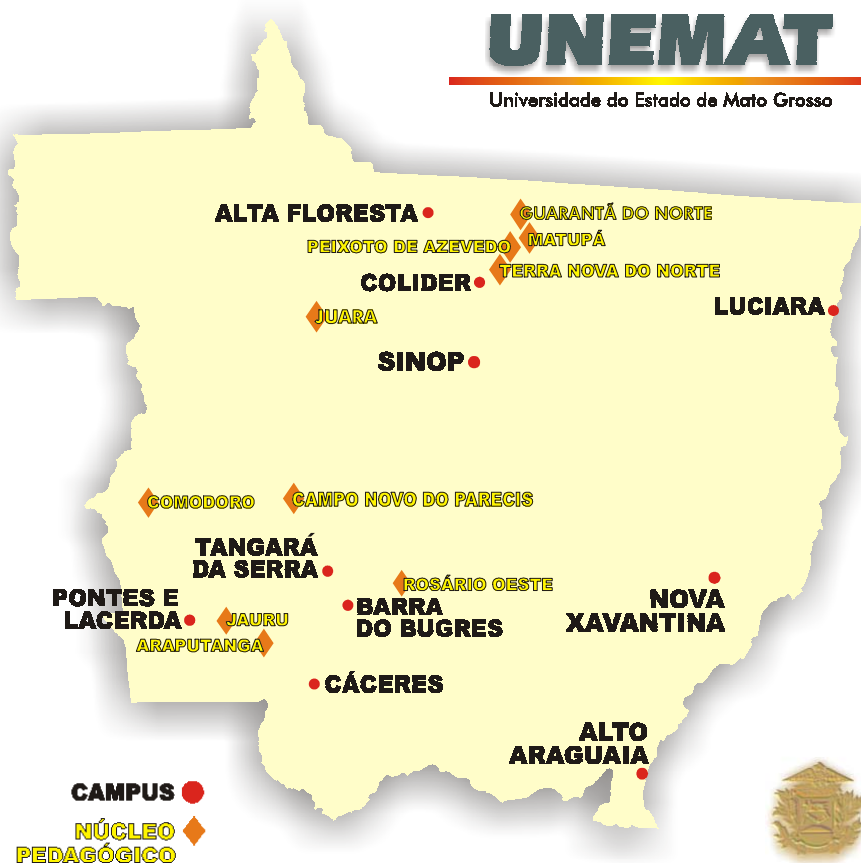 UNEMAT
Universidade do Estado de Mato Grosso
ALTA FLORESTA
GUARANTÃ DO NORTE
MATUPÁ
PEIXOTO DE AZEVEDO
TERRA NOVA DO NORTE
COLIDER
LUCIARA
JUARA
SINOP
COMODORO
CAMPO NOVO DO PARECIS
TANGARÁ
DA SERRA
ROSÁRIO OESTE
PONTES E
LACERDA
BARRA
DO BUGRES
NOVA
XAVANTINA
JAURU
ARAPUTANGA
CÁCERES
ALTO
ARAGUAIA
CAMPUS
NÚCLEO
PEDAGÓGICO